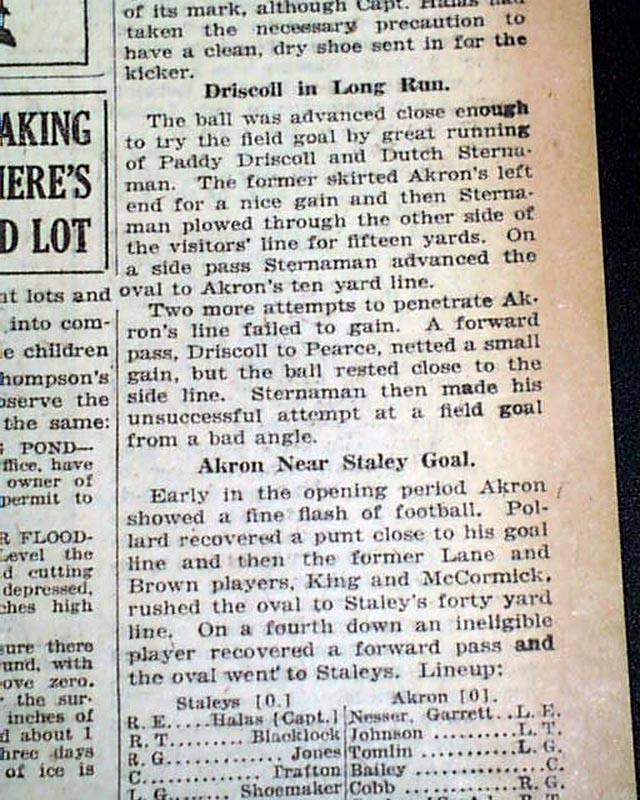 of its mark, although Capt. Halas had
taken the necessary precaution to
have a clean, dry shoe sent in for the
kicker.
Driscoll in Long Run.
The ball was advanced close enough
to try the field goal by great running
of Paddy Driscoll and Dutch Sterna-
man. The former skirted Akron's left
end for a nice gain and then Sterna-
man plowed through the other side of
the visitors' line for fifteen yards. On
a side pass Sternaman advanced the
oval to Akron's ten yard line.
Two more attempts to penetrate Ak-
ron's line failed to gain. A forward
pass, Driscoll to Pearce, netted a small
gain, but the ball rested close to the
side line. Sternaman then made his
unsuccessful attempt at a field goal
from a bad angle.
Akron Near Staley Goal.
Early in the opening period Akron
showed a fine flash of football. Pol-
lard recovered a punt close to his goal
line and then the former Lane and
Brown players, King and McCormick,
rushed the oval to Staley's forty yard
line. On a fourth down an ineligible
player recovered a forward pass and
the oval went to Staleys. Lineup:
Staleys [0.] Akron [0].
R. E.....Halas [Capt.] Nesser, Garrett..L. E.
R. T.......... Blacklock Johnson ..........L. T.
R. G............. Jones Tomlin ..........L. G.
C............... Trafton Bailey ..............C.
L. G........ Shoemaker Cobb ............R. G.
AKING
HERE'S
D LOT
nt lots and
into com-
e children
hompson's
bserve the
the same:
G POND—
ffice, have
owner of
permit to
R FLOOD-
Level the
d cutting
depressed,
ches high
sure there
und, with
ove zero.
the sur-
inches of
d about 1
hree days
of ice is